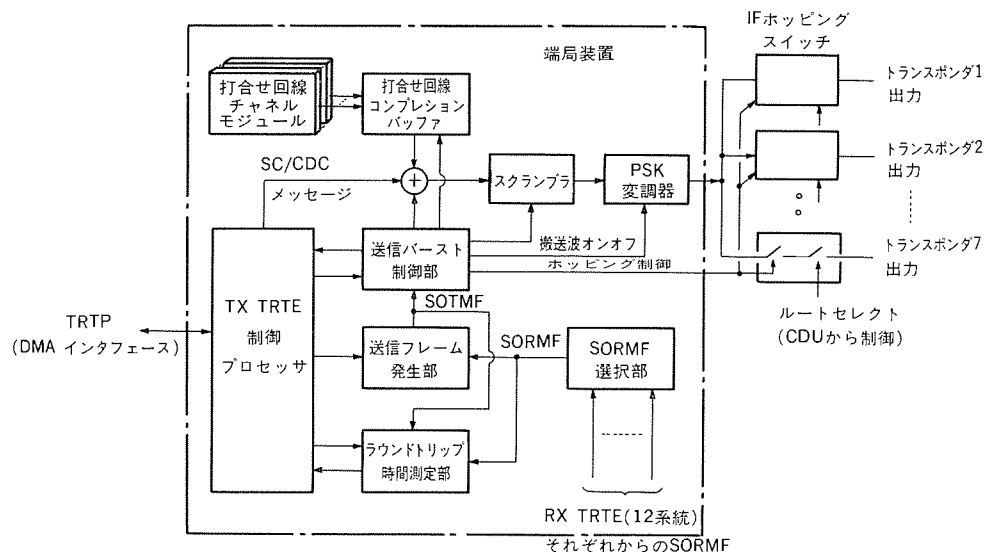 端局装置
IFホッピング
スイッチ
打合せ回線
チャネル
モジュール
打合せ回線
コンプレション
バッファ
トランスポンダ1
出力
SC/CDC
メッセージ
+
スクランブラ
PSK
変調器
トランスポンダ2
出力
送信バースト
制御部
搬送波オンオフ
ホッピング制御
トランスポンダ7
出力
TX TRTE
制御
プロセッサ
SOTMF
TRTP
(DMA インタフェース)
送信フレーム
発生部
SORMF
SORMF
選択部
ルートセレクト
(CDUから制御)
ラウンドトリップ
時間測定部
RX TRTE(12系統)
それぞれからのSORMF